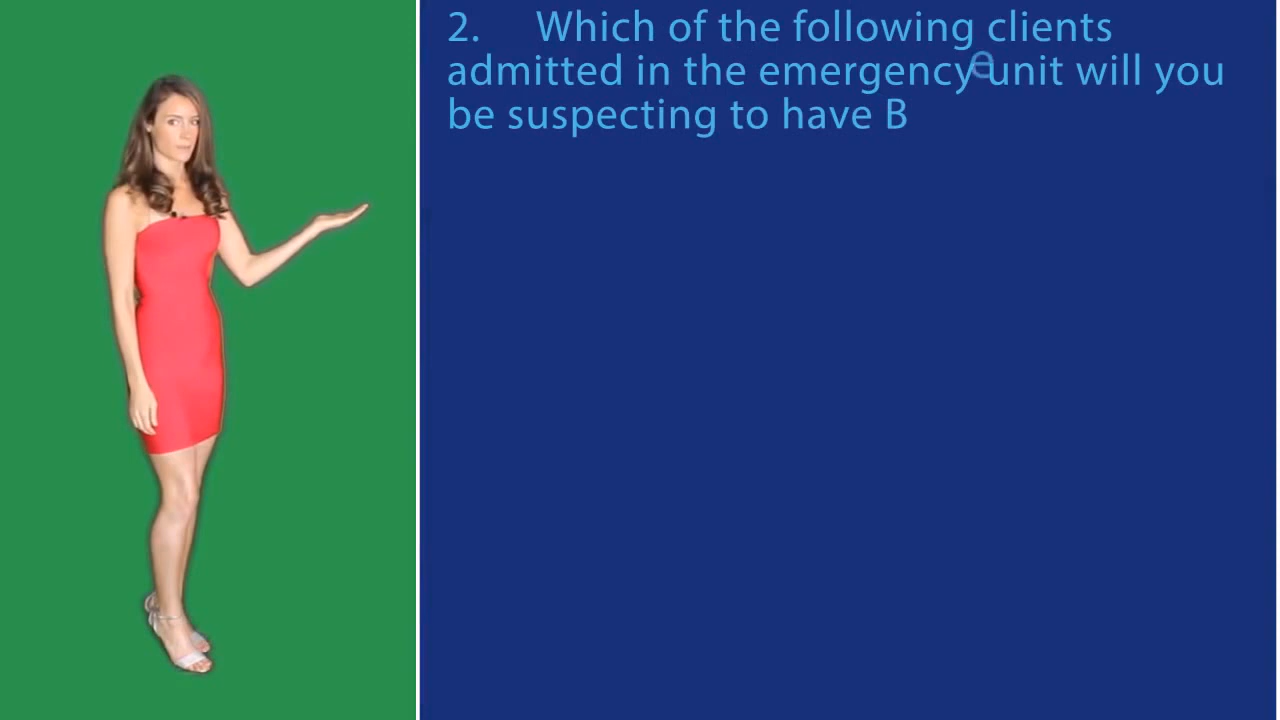 2. Which of the following clients
admitted in the emergency unit will you
be suspecting to have B
e